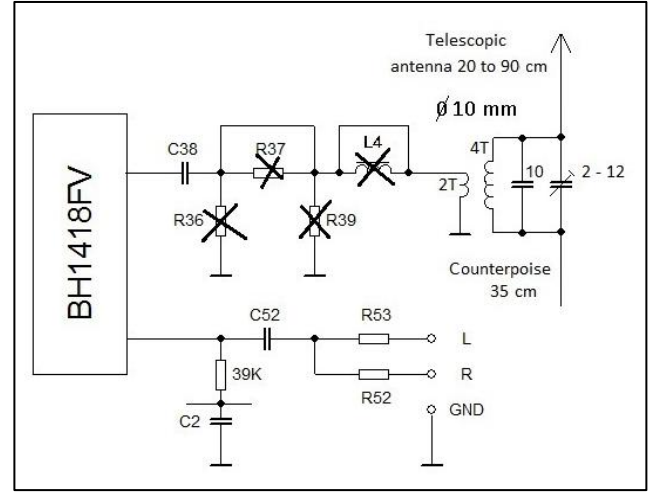 Telescopic
antenna 20 to 90 cm
Ø 10 mm
C38
R37
L4
4T
10
2 - 12
2T
R36
R39
BH1418FV
Counterpoise
35 cm
C52
R53
L
39K
R
R52
C2
GND